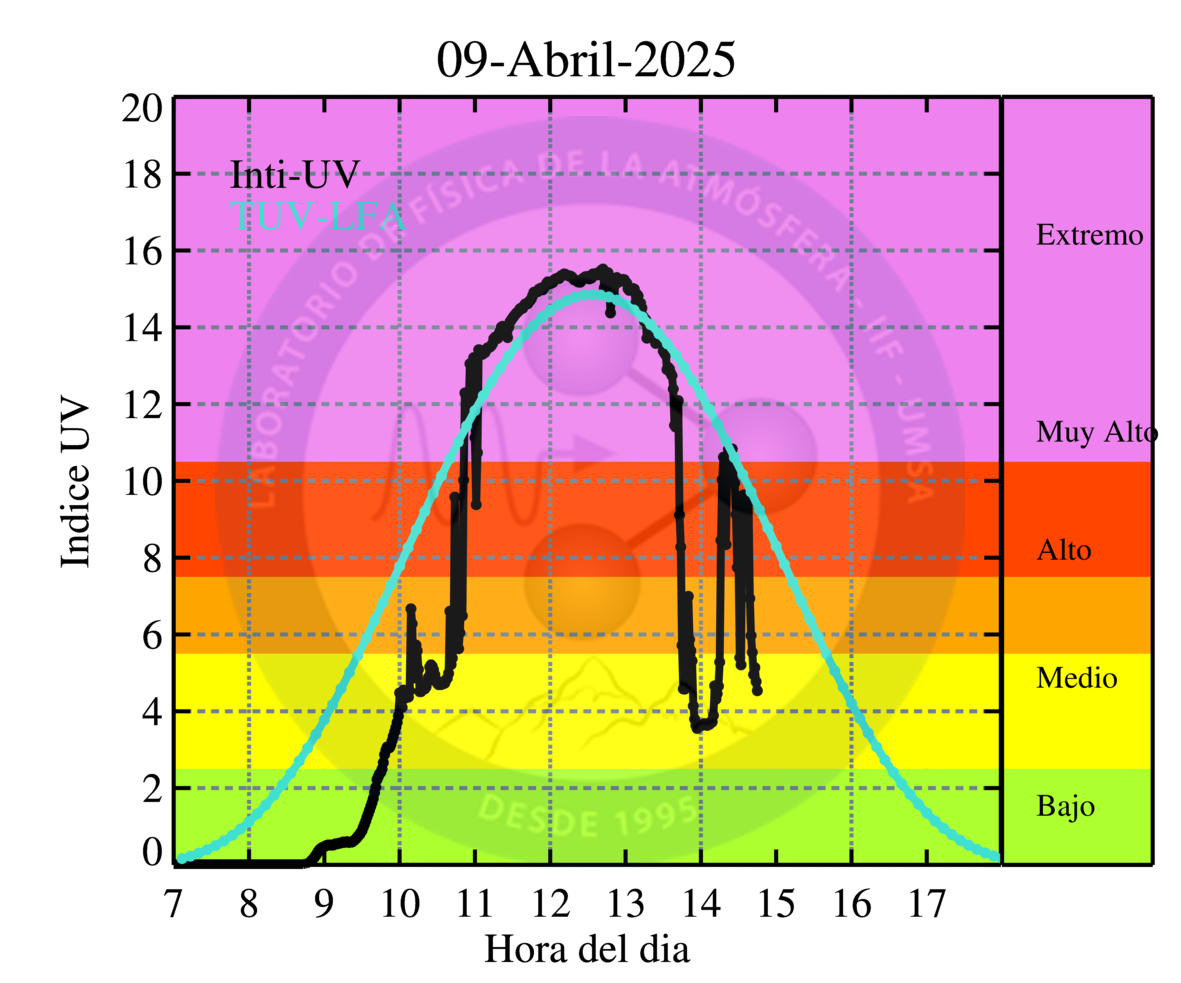 09-Abril-2025
Inti-UV
TUV-LFA
LABORATORIO DE FÍSICA DE LA ATMÓSFERA - IIF - UMSA
DESDE 1995
Indice UV
20
18
16
14
12
10
8
6
4
2
0
Extremo
Muy Alto
Alto
Medio
Bajo
7 8 9 10 11 12 13 14 15 16 17
Hora del dia